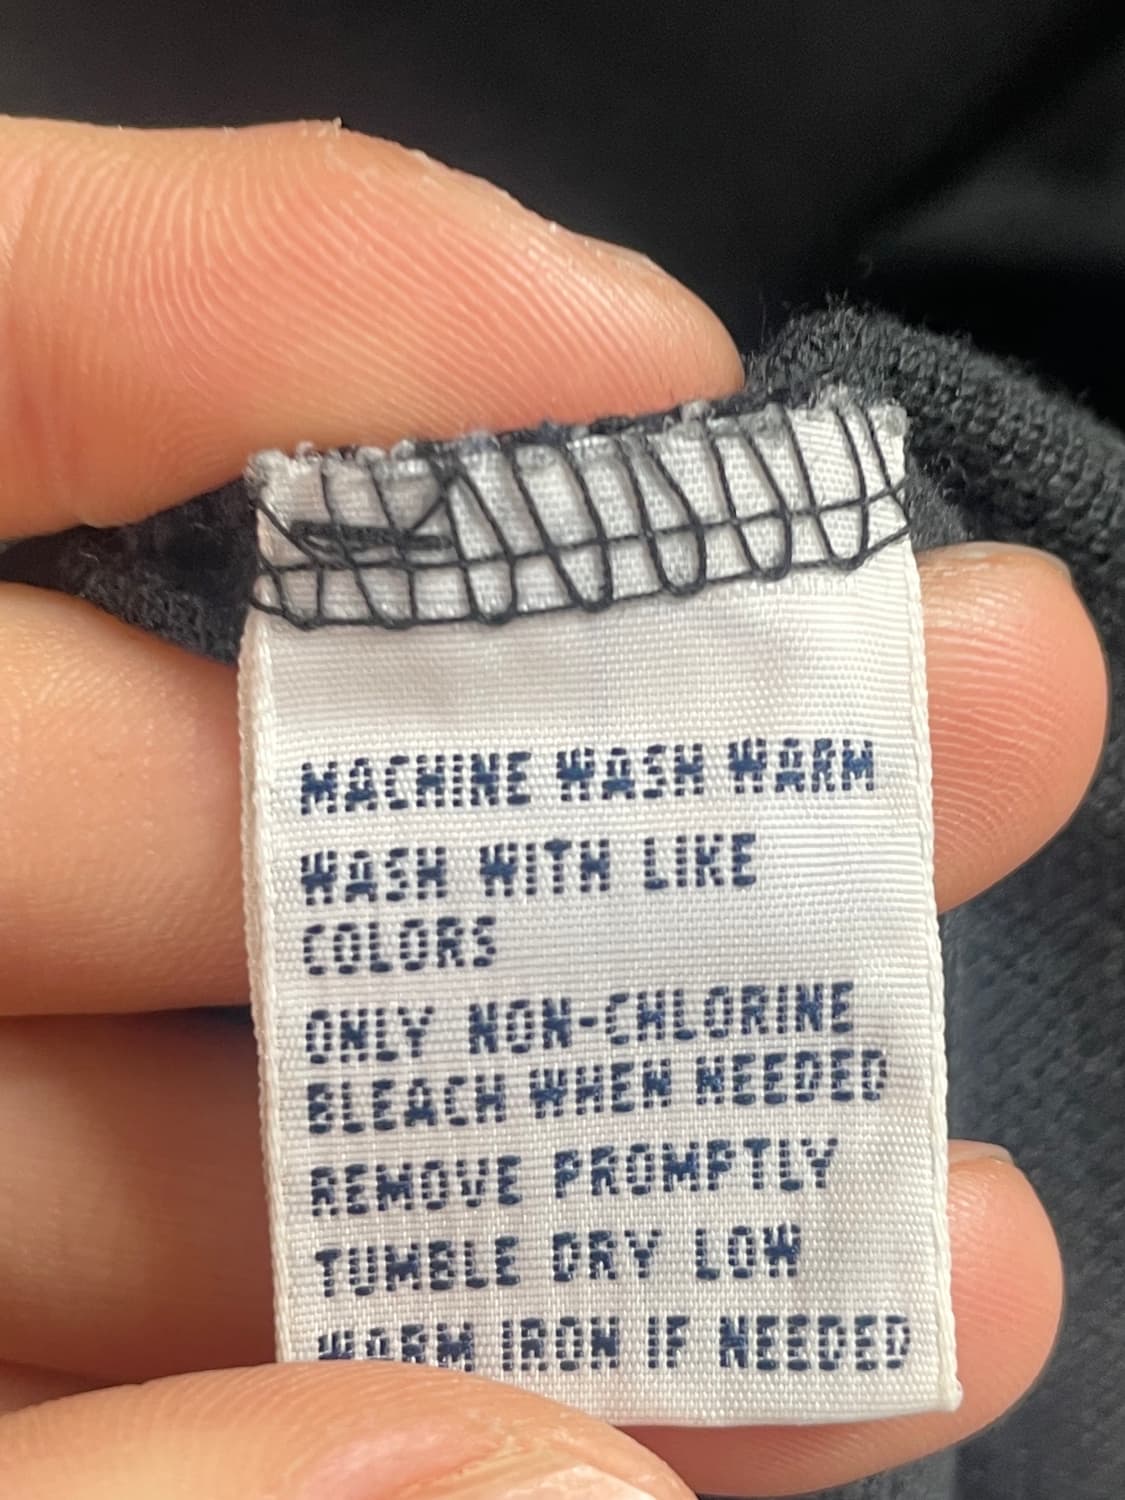 MACHINE WASH WARM
WASH WITH LIKE
COLORS
ONLY NON-CHLORINE
BLEACH WHEN NEEDED
REMOVE PROMPTLY
TUMBLE DRY LOW
WARM IRON IF NEEDED